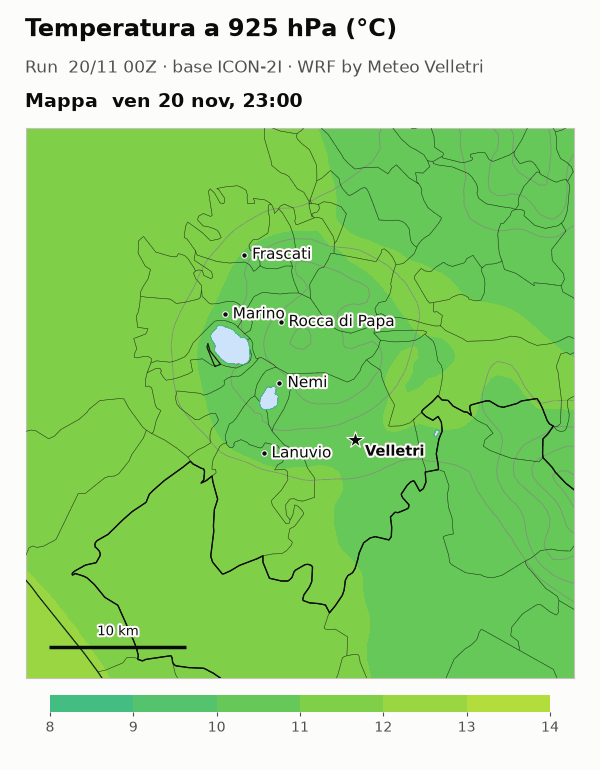 Temperatura a 925 hPa (°C)
Run  20/11 00Z · base ICON-2I · WRF by Meteo Velletri
Mappa  ven 20 nov, 23:00
Frascati
Marino
Rocca di Papa
Nemi
Velletri
Lanuvio
10 km
8 9 10 11 12 13 14